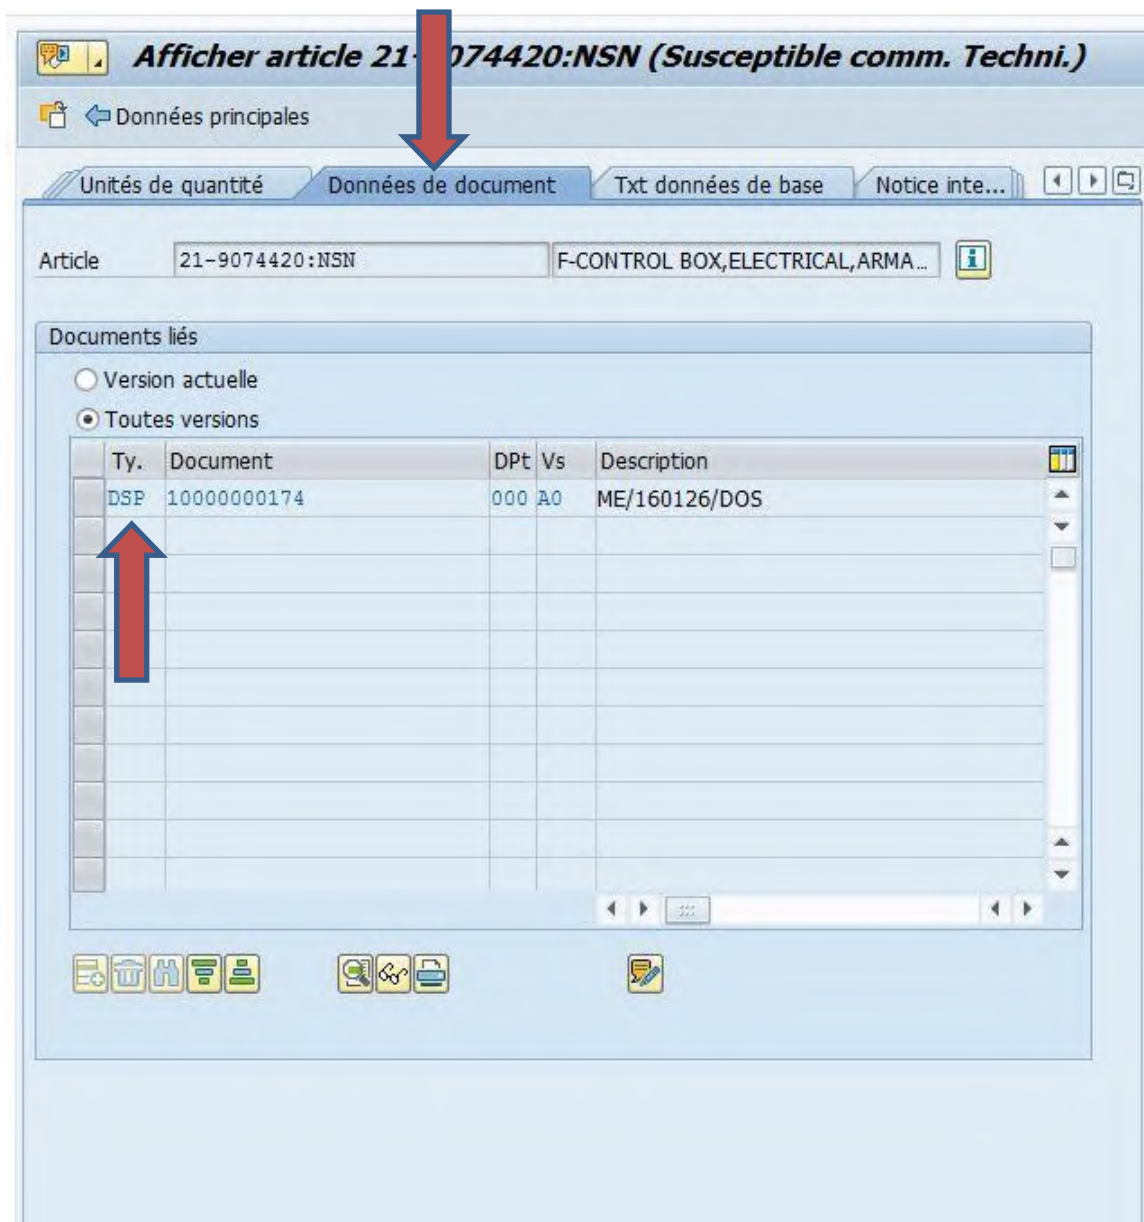 Afficher article 21-9074420:NSN (Susceptible comm. Techni.)
Données principales
Unités de quantité Données de document Txt données de base Notice inte...
Article 21-9074420:NSN F-CONTROL BOX,ELECTRICAL,ARMA...
Documents liés
Version actuelle
Toutes versions
Ty. Document DPt Vs Description
DSP 10000000174 000 A0 ME/160126/DOS